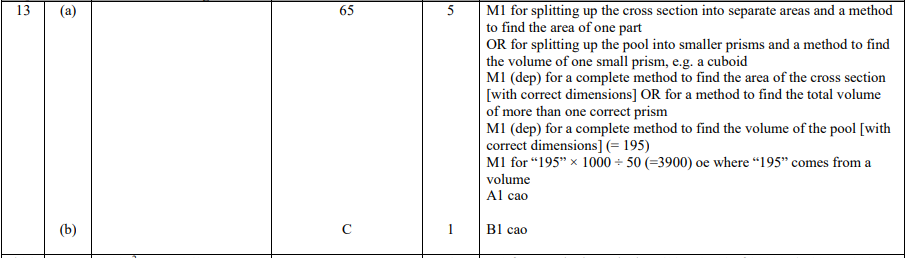 13 (a) 65 5 M1 for splitting up the cross section into separate areas and a method
to find the area of one part
OR for splitting up the pool into smaller prisms and a method to find
the volume of one small prism, e.g. a cuboid
M1 (dep) for a complete method to find the area of the cross section
[with correct dimensions] OR for a method to find the total volume
of more than one correct prism
M1 (dep) for a complete method to find the volume of the pool [with
correct dimensions] (= 195)
M1 for “195” × 1000 ÷ 50 (=3900) oe where “195” comes from a
volume
A1 cao
(b) C 1 B1 cao